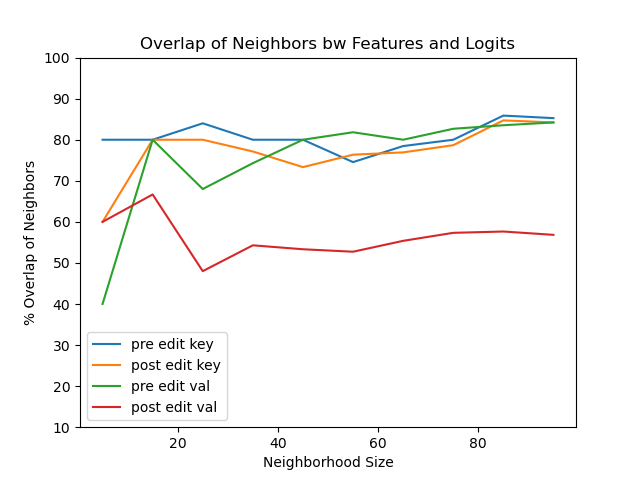 Overlap of Neighbors bw Features and Logits
100
90
80
70
60
50
40
30
20
10
% Overlap of Neighbors
pre edit key
post edit key
pre edit val
post edit val
20 40 60 80
Neighborhood Size